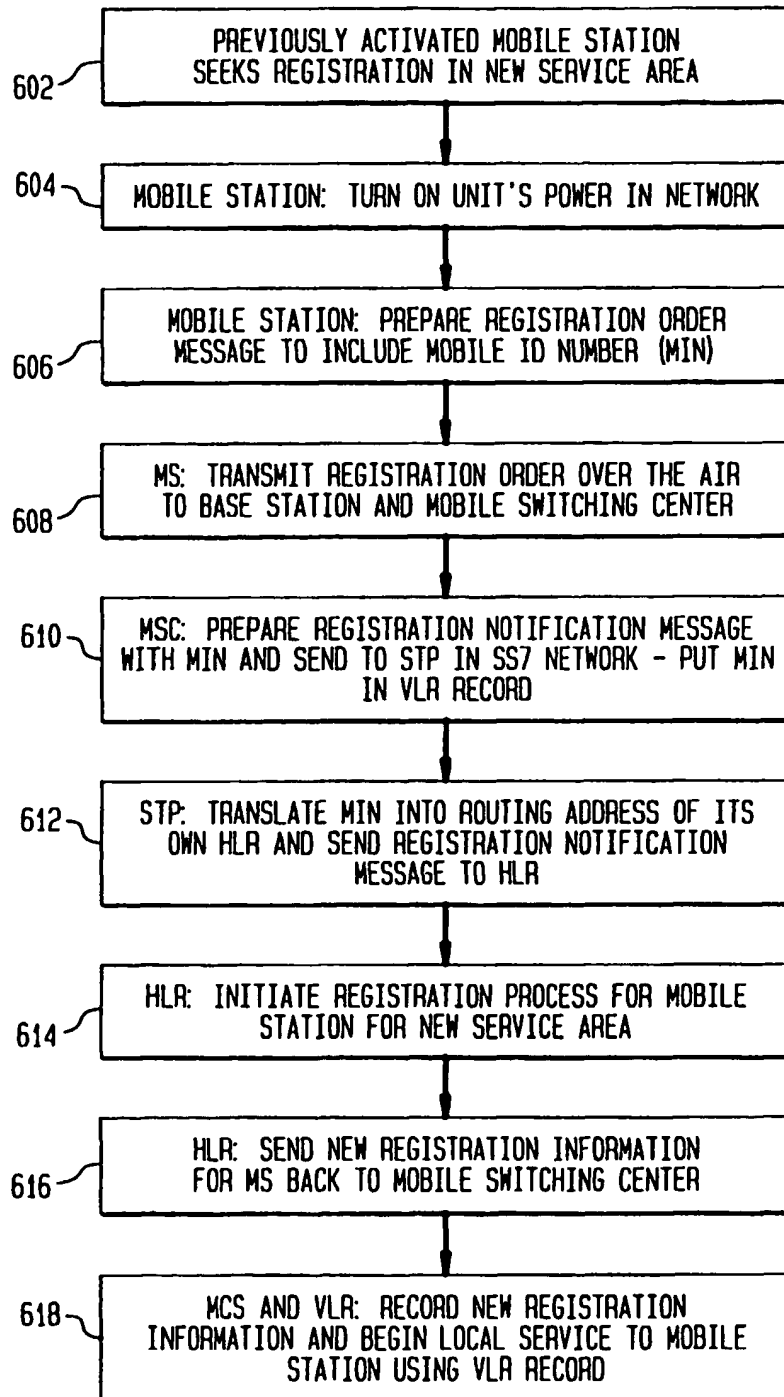 PREVIOUSLY ACTIVATED MOBILE STATION
SEEKS REGISTRATION IN NEW SERVICE AREA
602
604
MOBILE STATION: TURN ON UNIT'S POWER IN NETWORK
MOBILE STATION: PREPARE REGISTRATION ORDER
MESSAGE TO INCLUDE MOBILE ID NUMBER (MIN)
606
MS: TRANSMIT REGISTRATION ORDER OVER THE AIR
TO BASE STATION AND MOBILE SWITCHING CENTER
608
610
MSC: PREPARE REGISTRATION NOTIFICATION MESSAGE
WITH MIN AND SEND TO STP IN SS7 NETWORK - PUT MIN
IN VLR RECORD
612
STP: TRANSLATE MIN INTO ROUTING ADDRESS OF ITS
OWN HLR AND SEND REGISTRATION NOTIFICATION
MESSAGE TO HLR
HLR: INITIATE REGISTRATION PROCESS FOR MOBILE
STATION FOR NEW SERVICE AREA
614
HLR: SEND NEW REGISTRATION INFORMATION
FOR MS BACK TO MOBILE SWITCHING CENTER
616
618
MCS AND VLR: RECORD NEW REGISTRATION
INFORMATION AND BEGIN LOCAL SERVICE TO MOBILE
STATION USING VLR RECORD